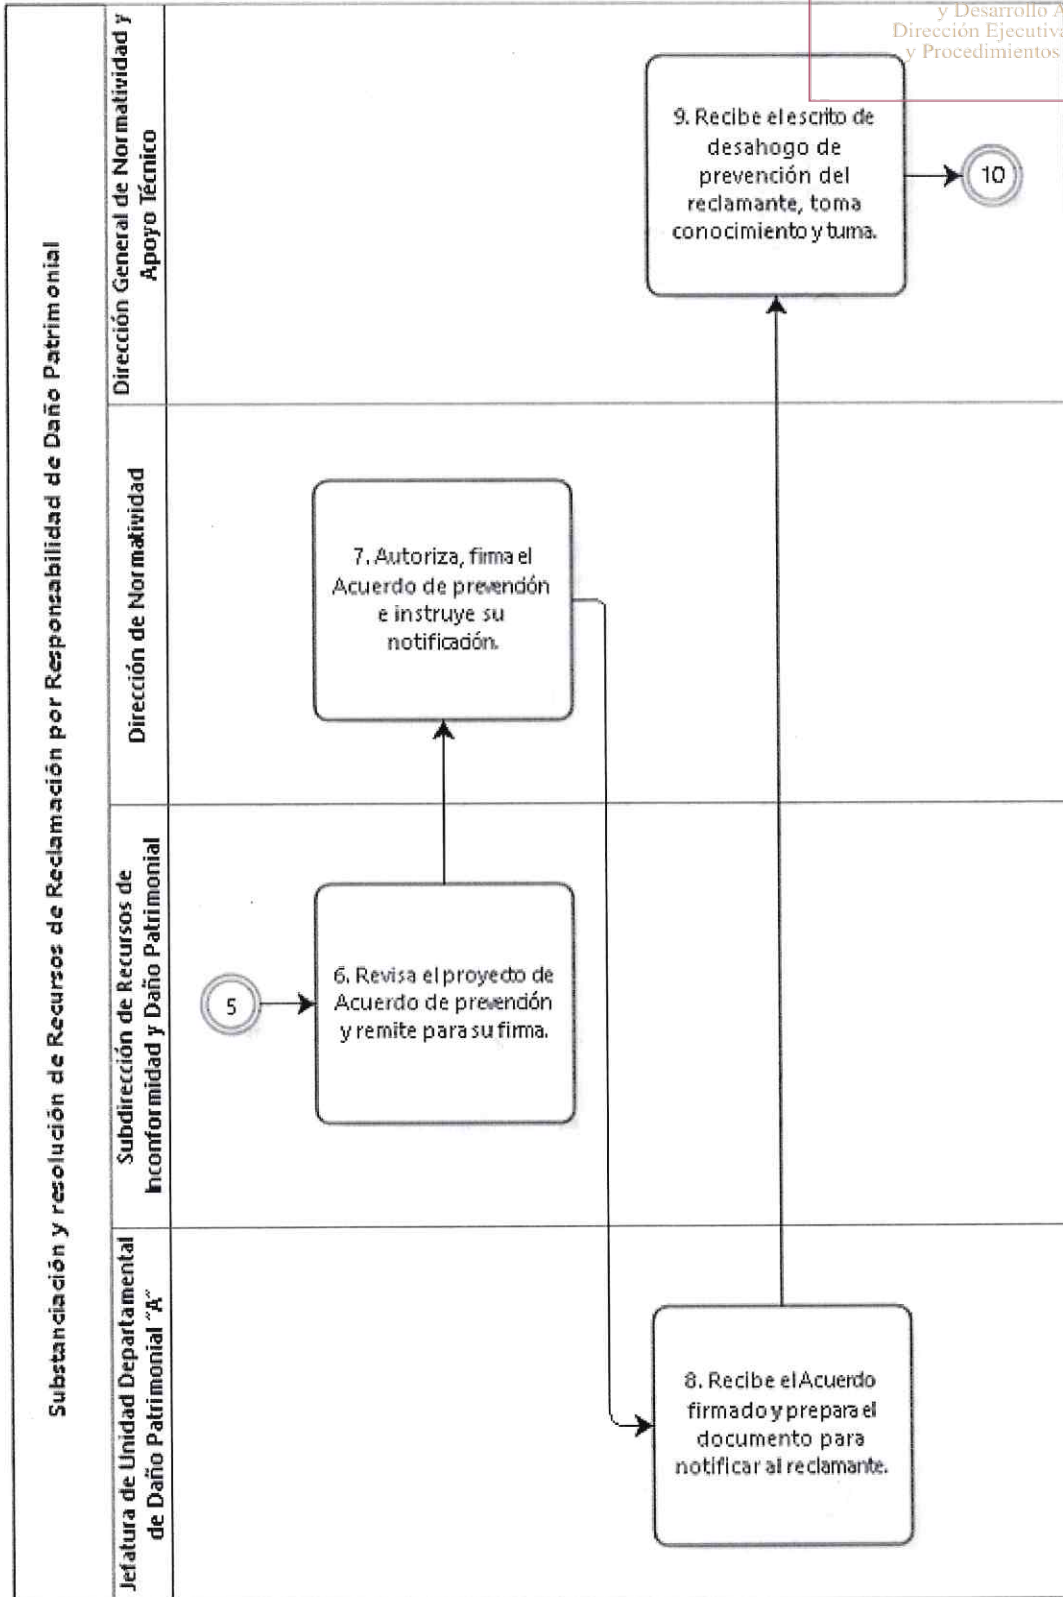 y Desarrollo A
Dirección Ejecutiva
y Procedimientos
Substanciación y resolución de Recursos de Reclamación por Responsabilidad de Daño Patrimonial
Dirección General de Normatividad y
Apoyo Técnico
9. Recibe el escrito de
desahogo de
prevención del
reclamante, toma
conocimiento y turna.
10
Dirección de Normatividad
7. Autoriza, firma el
Acuerdo de prevención
e instruye su
notificación.
Subdirección de Recursos de
Inconformidad y Daño Patrimonial
5
6. Revisa el proyecto de
Acuerdo de prevención
y remite para su firma.
Jefatura de Unidad Departamental
de Daño Patrimonial "A"
8. Recibe el Acuerdo
firmado y prepara el
documento para
notificar al reclamante.